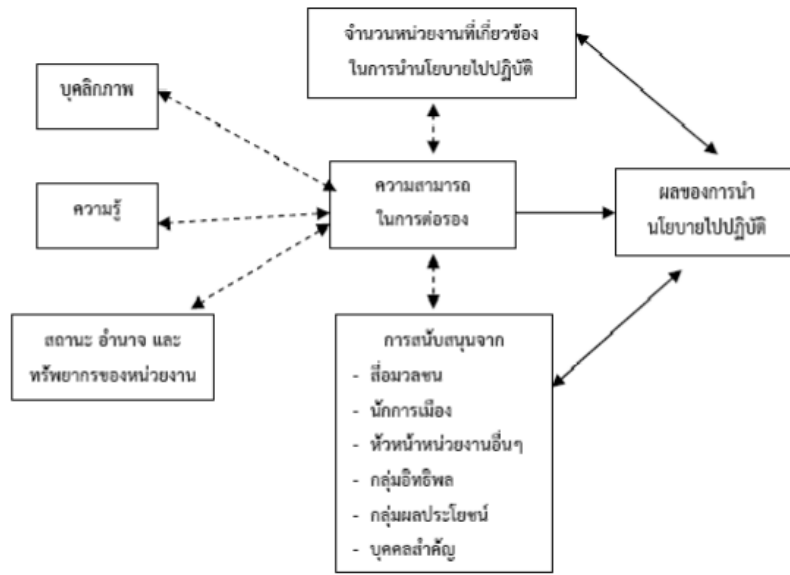 จำนวนหน่วยงานที่เกี่ยวข้อง
ในการนำนโยบายไปปฏิบัติ
บุคลิกภาพ
ความรู้
ความสามารถ
ในการต่อรอง
ผลของการนำ
นโยบายไปปฏิบัติ
สถานะ อำนาจ และ
ทรัพยากรของหน่วยงาน
การสนับสนุนจาก
- สื่อมวลชน
- นักการเมือง
- หัวหน้าหน่วยงานอื่นๆ
- กลุ่มอิทธิพล
- กลุ่มผลประโยชน์
- บุคคลสำคัญ